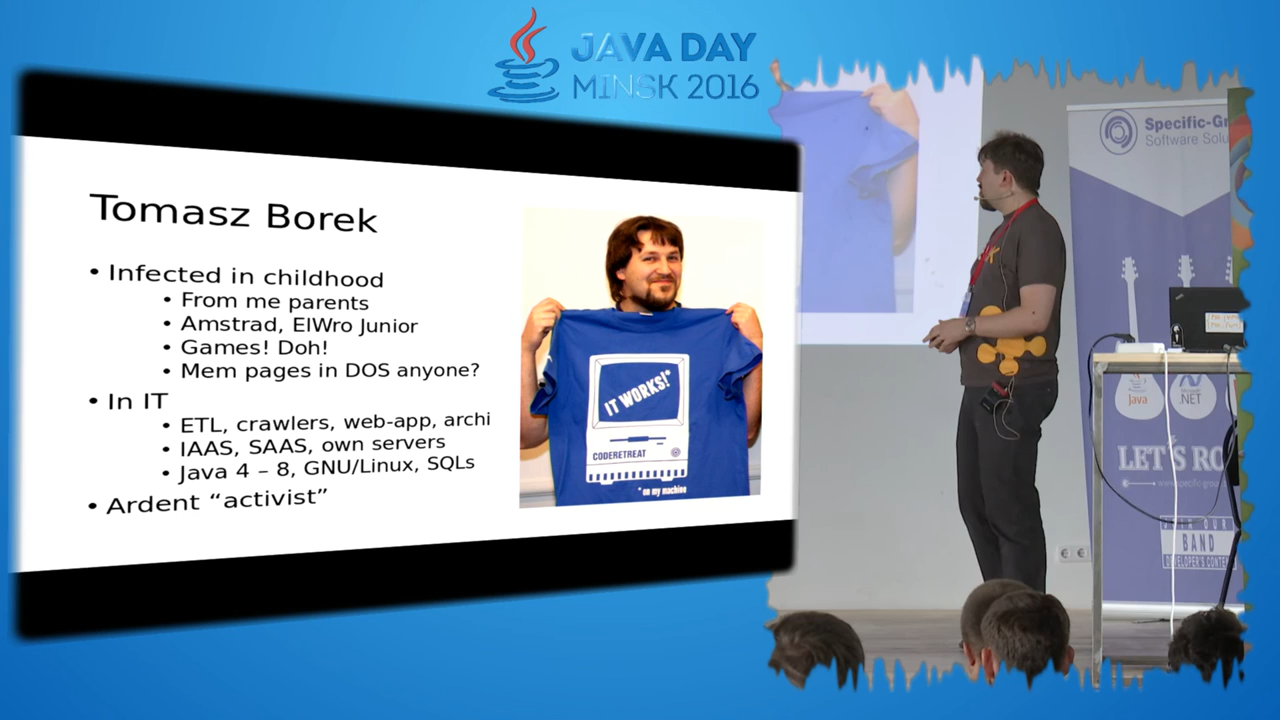 JAVA DAY
MINSK 2016
Tomasz Borek
• Infected in childhood
• From me parents
• Amstrad, ElWro Junior
• Games! Doh!
• Mem pages in DOS anyone?
• In IT
• ETL, crawlers, web-app, archi
• IAAS, SAAS, own servers
• Java 4 – 8, GNU/Linux, SQLs
• Ardent “activist”
IT WORKS!*
CODERETREAT
* on my machine
Specific-Gr
Software Solu
Java
.NET
LET'S RO
JOIN OUR
BAND